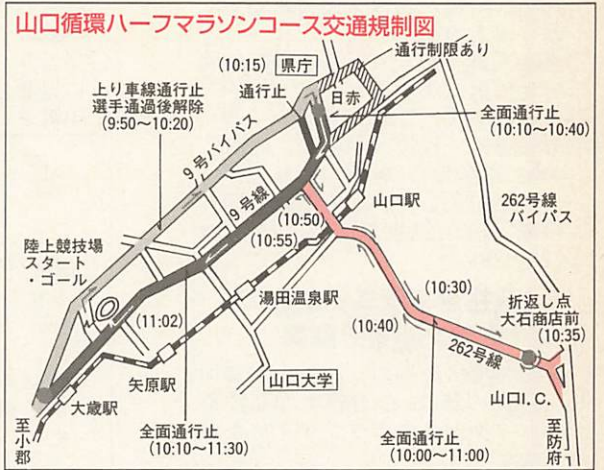 山口循環ハーフマラソンコース交通規制図
通行制限あり
(10:15)
県庁
上り車線通行止
選手通過後解除
(9:50〜10:20)
通行止
日赤
全面通行止
(10:10〜10:40)
9号バイパス
9号線
山口駅
262号線
バイパス
(10:50)
(10:55)
陸上競技場
スタート
・ゴール
湯田温泉駅
(10:30)
折返し点
大石商店前
(10:35)
(11:02)
(10:40)
262号線
矢原駅
山口大学
大歳駅
山口I.C.
至小郡
全面通行止
(10:10〜11:30)
全面通行止
(10:00〜11:00)
至防府